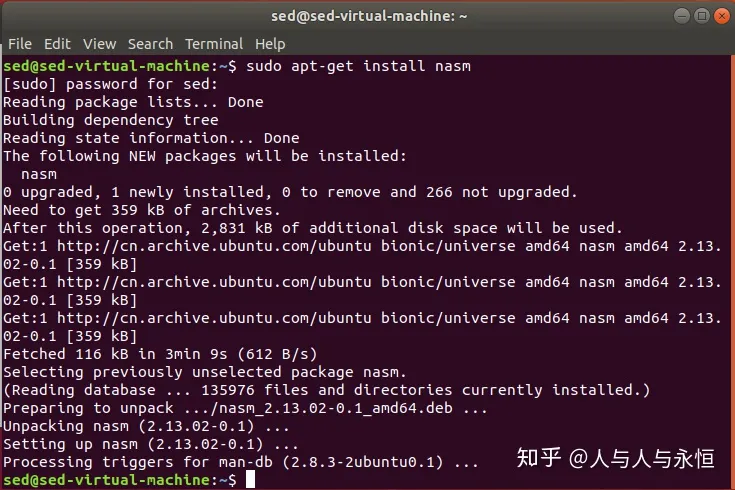 sed@sed-virtual-machine: ~
File Edit View Search Terminal Help
sed@sed-virtual-machine:~$ sudo apt-get install nasm
[sudo] password for sed:
Reading package lists... Done
Building dependency tree
Reading state information... Done
The following NEW packages will be installed:
  nasm
0 upgraded, 1 newly installed, 0 to remove and 266 not upgraded.
Need to get 359 kB of archives.
After this operation, 2,831 kB of additional disk space will be used.
Get:1 http://cn.archive.ubuntu.com/ubuntu bionic/universe amd64 nasm amd64 2.13.
02-0.1 [359 kB]
Get:1 http://cn.archive.ubuntu.com/ubuntu bionic/universe amd64 nasm amd64 2.13.
02-0.1 [359 kB]
Get:1 http://cn.archive.ubuntu.com/ubuntu bionic/universe amd64 nasm amd64 2.13.
02-0.1 [359 kB]
Fetched 116 kB in 3min 9s (612 B/s)
Selecting previously unselected package nasm.
(Reading database ... 135976 files and directories currently installed.)
Preparing to unpack .../nasm_2.13.02-0.1_amd64.deb ...
Unpacking nasm (2.13.02-0.1) ...
Setting up nasm (2.13.02-0.1) ...
Processing triggers for man-db (2.8.3-2ubuntu0.1) ...
sed@sed-virtual-machine:~$
知乎 @人与人与永恒